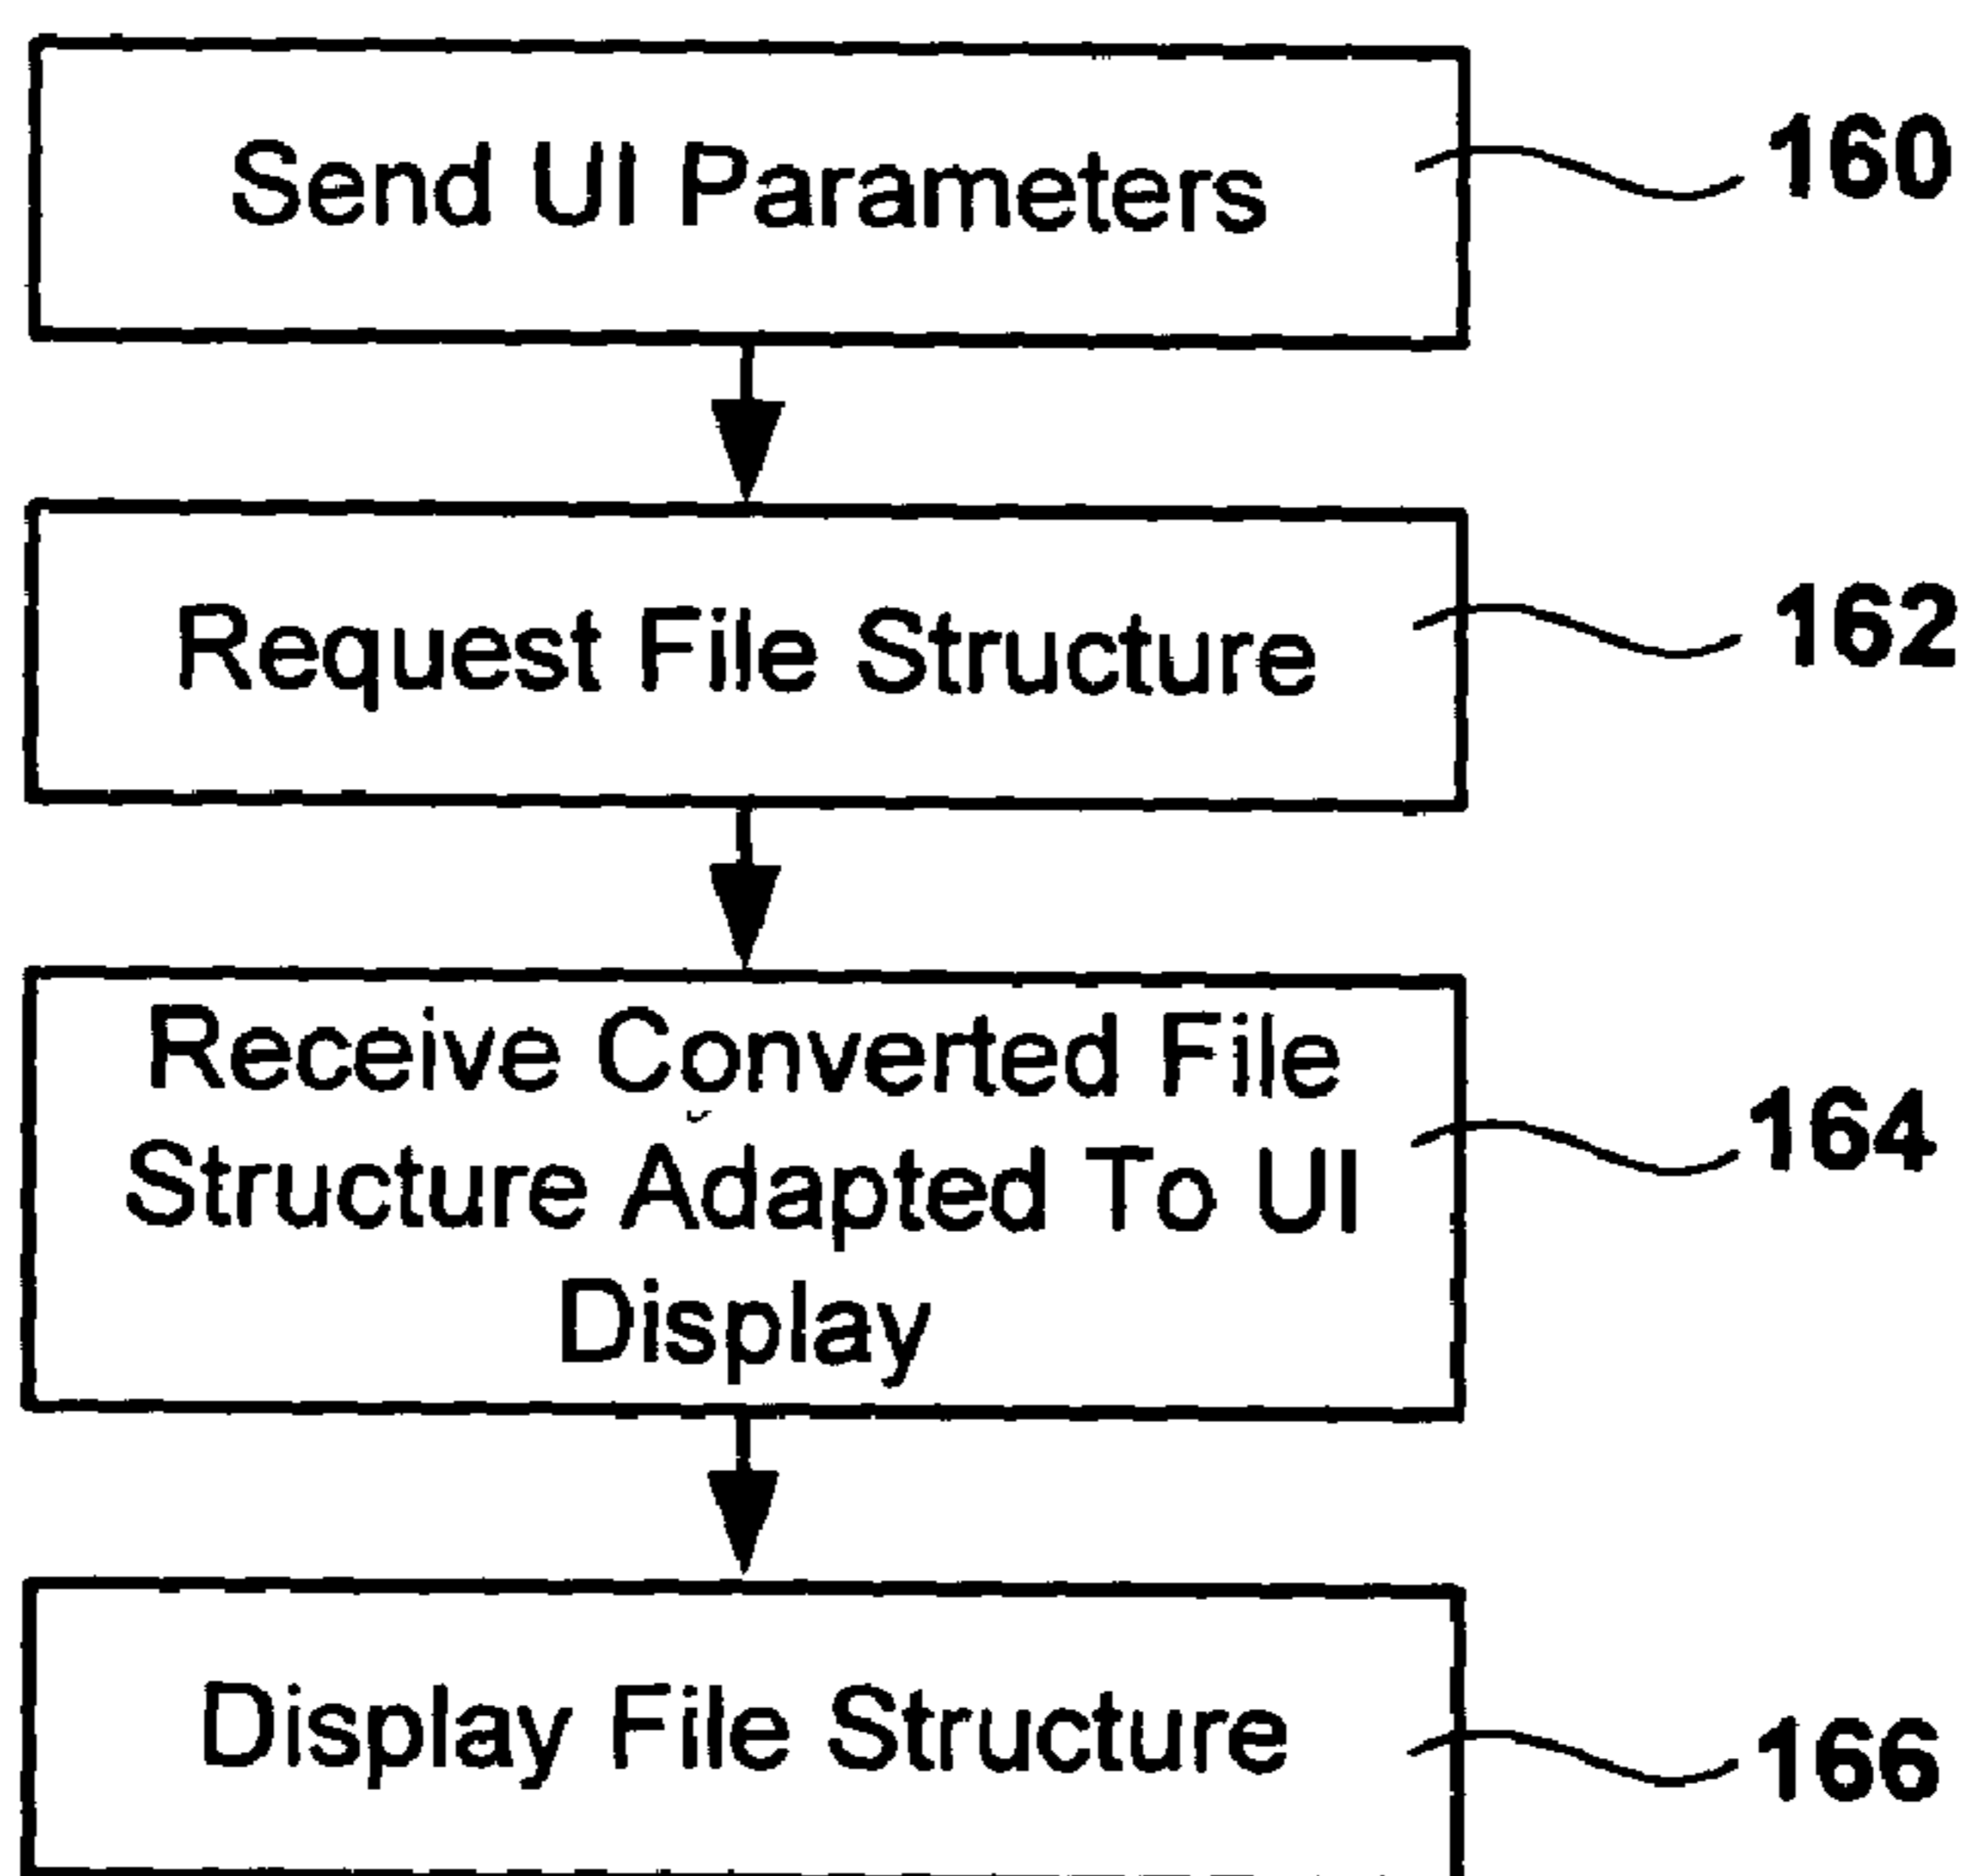 Send UI Parameters
160
Request File Structure
162
Receive Converted File
Structure Adapted To UI
Display
164
Display File Structure
166